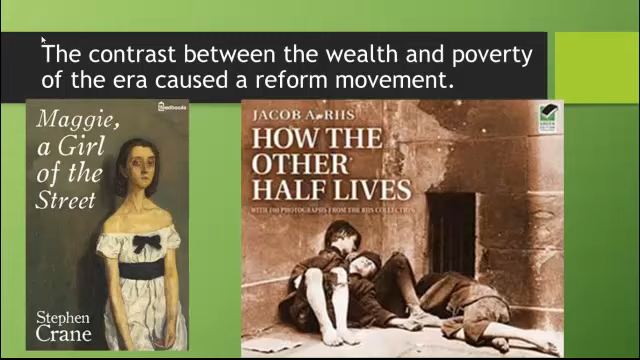 The contrast between the wealth and poverty
of the era caused a reform movement.
Maggie,
a Girl
of the
Street
Stephen
Crane
JACOB A. RIIS
HOW THE
OTHER
HALF LIVES
WITH 100 PHOTOGRAPHS FROM THE RIIS COLLECTION